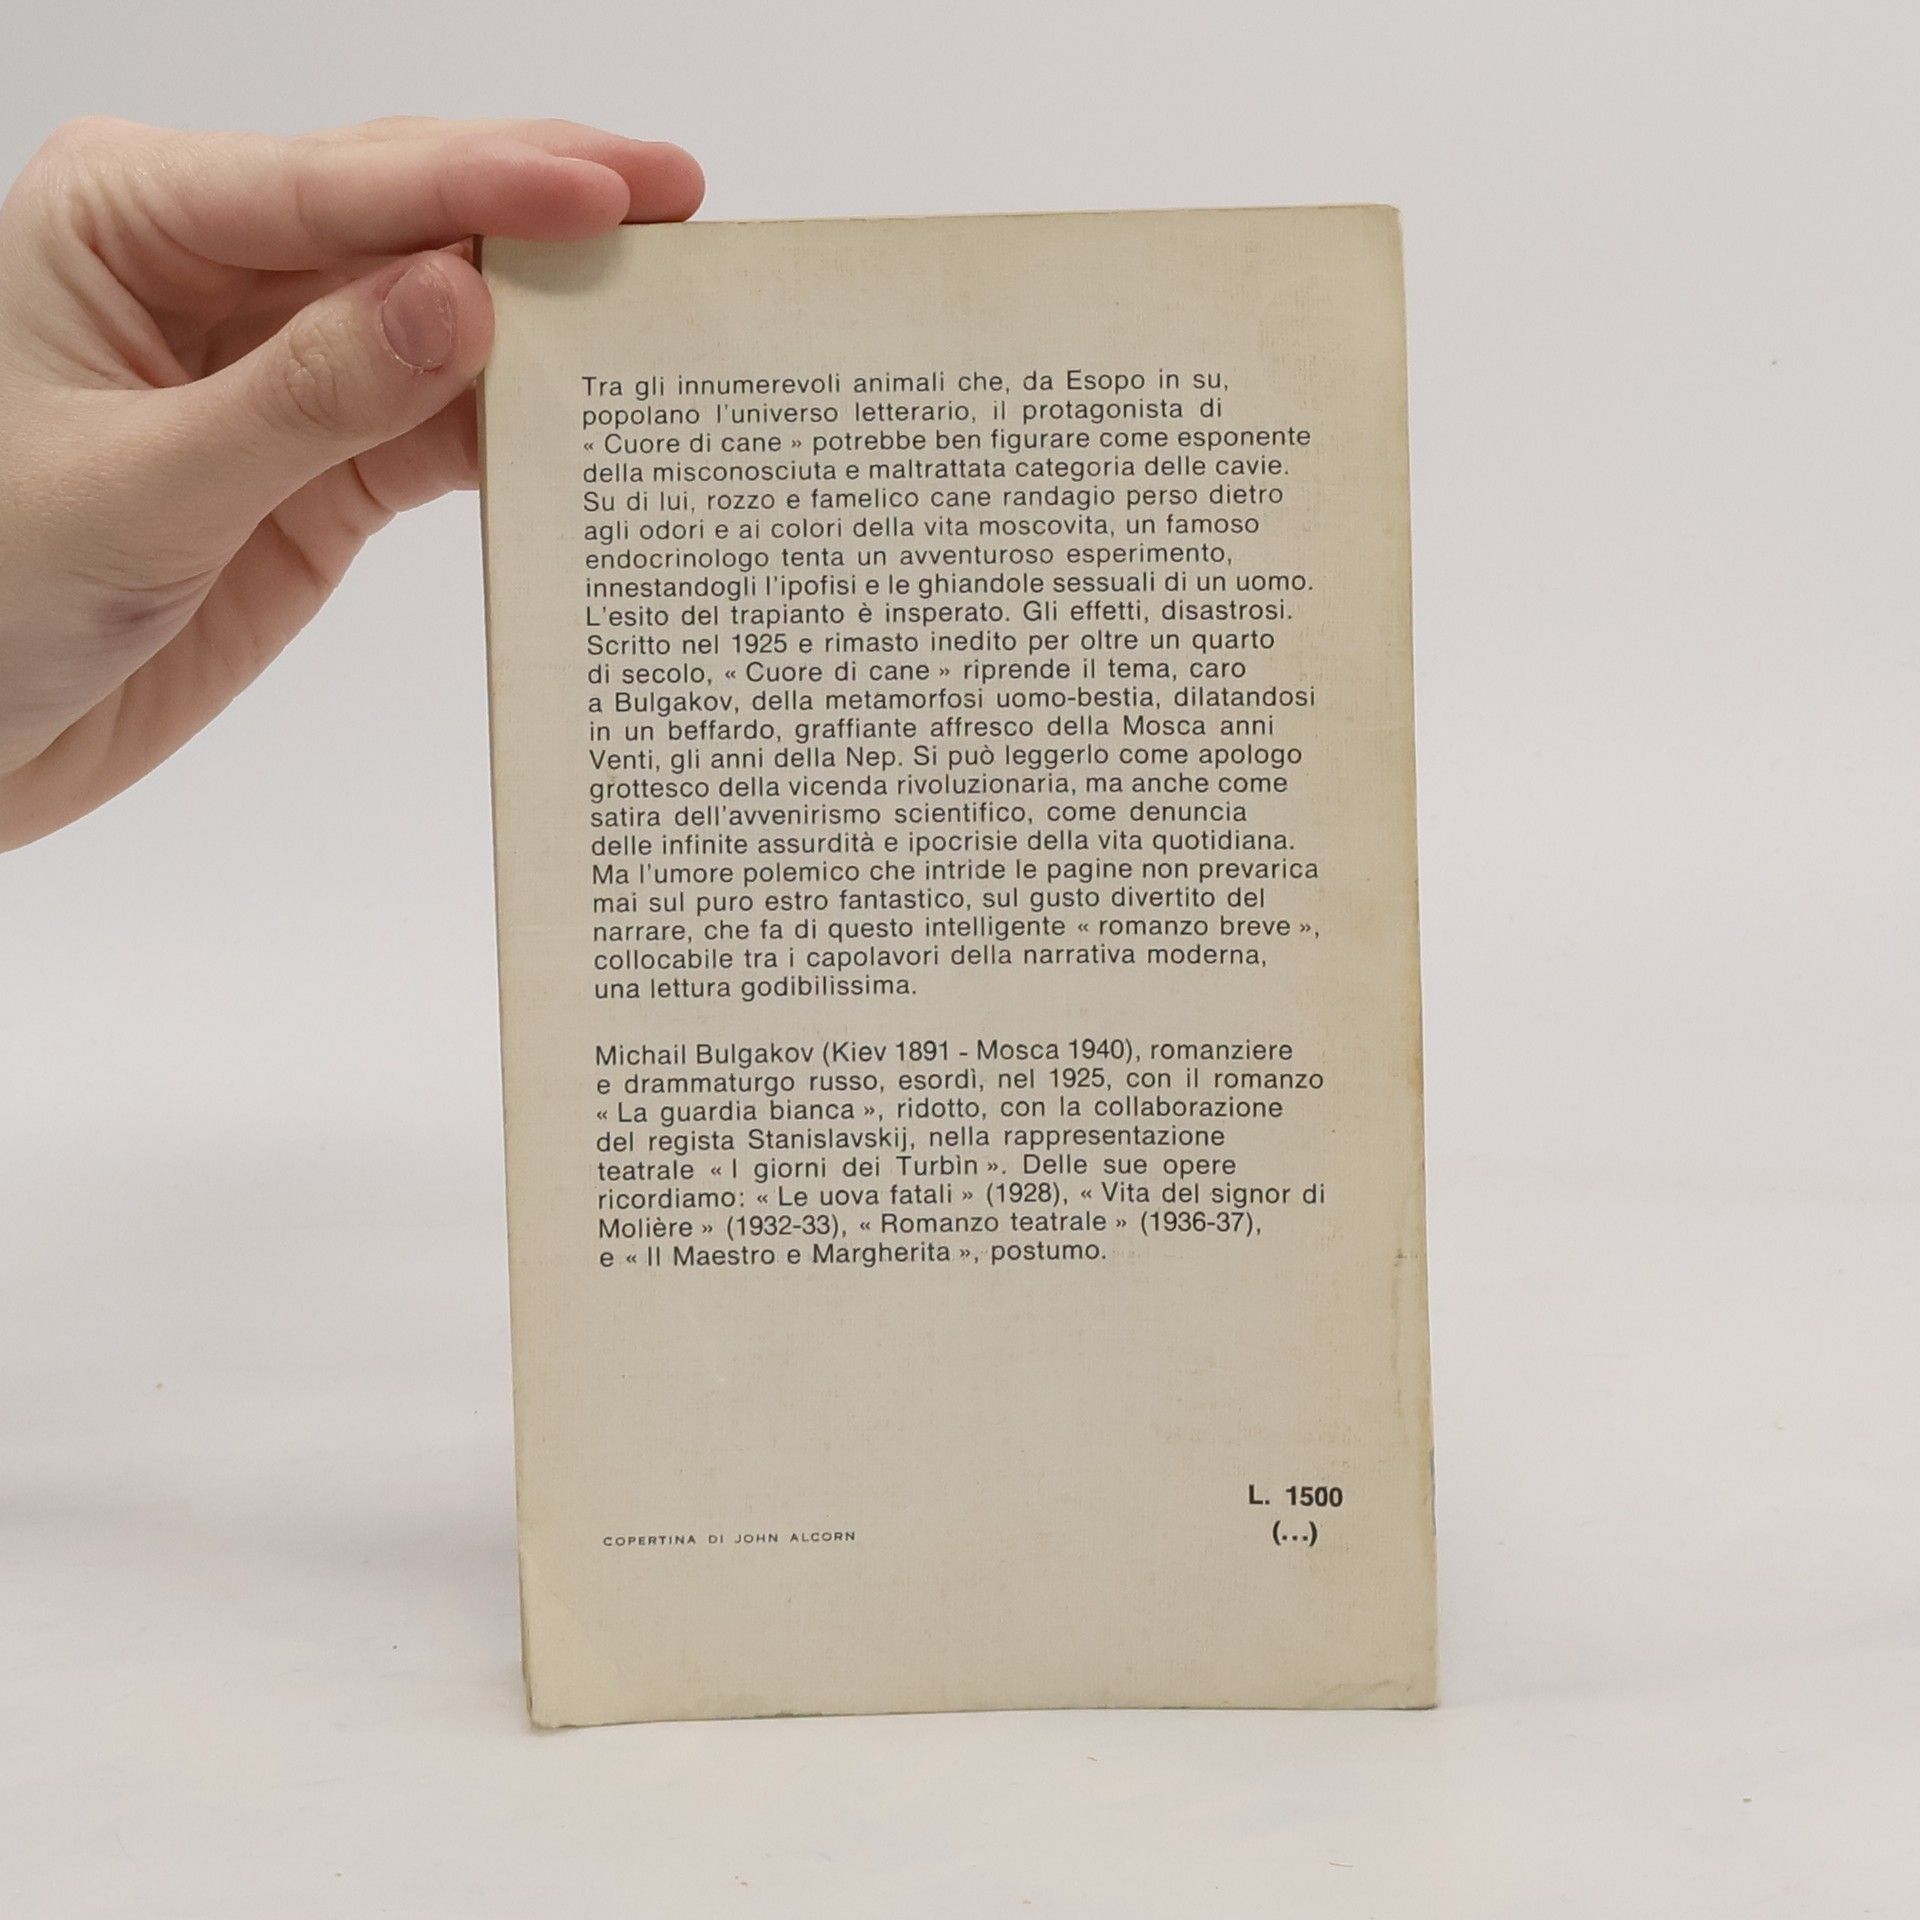 Tra gli innumerevoli animali che, da Esopo in su,
popolano l'universo letterario, il protagonista di
« Cuore di cane » potrebbe ben figurare come esponente
della misconosciuta e maltrattata categoria delle cavie.
Su di lui, rozzo e famelico cane randagio perso dietro
agli odori e ai colori della vita moscovita, un famoso
endocrinologo tenta un avventuroso esperimento,
innestandogli l'ipofisi e le ghiandole sessuali di un uomo.
L'esito del trapianto è insperato. Gli effetti, disastrosi.
Scritto nel 1925 e rimasto inedito per oltre un quarto
di secolo, « Cuore di cane » riprende il tema, caro
a Bulgakov, della metamorfosi uomo-bestia, dilatandosi
in un beffardo, graffiante affresco della Mosca anni
Venti, gli anni della Nep. Si può leggerlo come apologo
grottesco della vicenda rivoluzionaria, ma anche come
satira dell'avvenirismo scientifico, come denuncia
delle infinite assurdità e ipocrisie della vita quotidiana.
Ma l'umore polemico che intride le pagine non prevarica
mai sul puro estro fantastico, sul gusto divertito del
narrare, che fa di questo intelligente « romanzo breve »,
collocabile tra i capolavori della narrativa moderna,
una lettura godibilissima.
Michail Bulgakov (Kiev 1891 - Mosca 1940), romanziere
e drammaturgo russo, esordì, nel 1925, con il romanzo
« La guardia bianca », ridotto, con la collaborazione
del regista Stanislavskij, nella rappresentazione
teatrale « I giorni dei Turbìn ». Delle sue opere
ricordiamo: « Le uova fatali » (1928), « Vita del signor di
Molière » (1932-33), « Romanzo teatrale » (1936-37),
e « Il Maestro e Margherita », postumo.
L. 1500
(...)
COPERTINA DI JOHN ALCORN